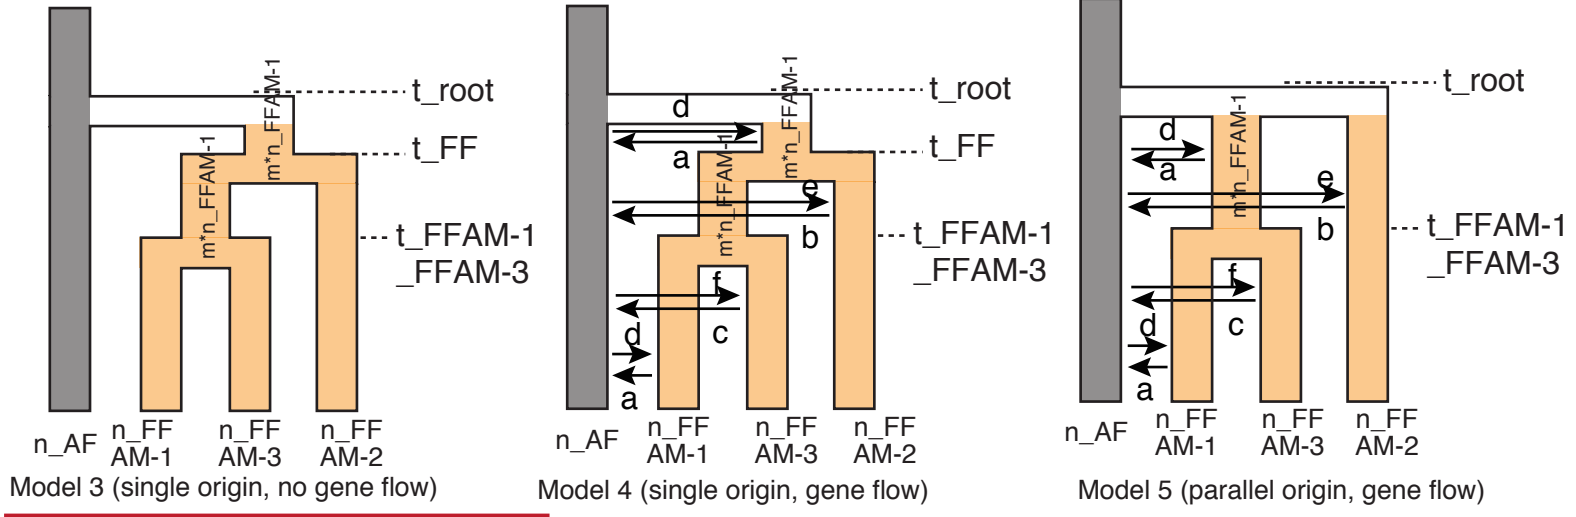 m*n_FFAM-1
t_root
m*n_FFAM-1
t_FF
t_FFAM-1
_FFAM-3
n_AF
n_FF
AM-1
n_FF
AM-3
n_FF
AM-2
Model 3 (single origin, no gene flow)
m*n_FFAM-1
t_root
d
a
m*n_FFAM-1
t_FF
e
b
t_FFAM-1
_FFAM-3
f
c
d
a
n_AF
n_FF
AM-1
n_FF
AM-3
n_FF
AM-2
Model 4 (single origin, gene flow)
t_root
m*n_FFAM-1
d
a
e
b
t_FFAM-1
_FFAM-3
f
c
d
a
n_AF
n_FF
AM-1
n_FF
AM-3
n_FF
AM-2
Model 5 (parallel origin, gene flow)